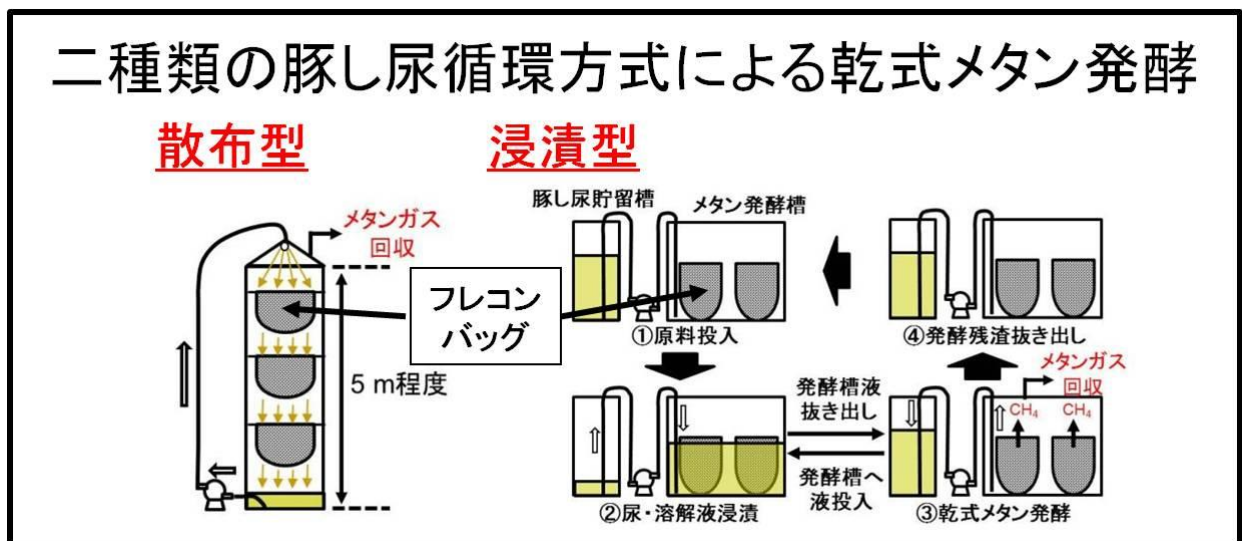 二種類の豚し尿循環方式による乾式メタン発酵
散布型
浸漬型
メタンガス
回収
フレコン
バッグ
5 m程度
豚し尿貯留槽
メタン発酵槽
①原料投入
④発酵残渣抜き出し
発酵槽液
抜き出し
発酵槽へ
液投入
メタンガス
回収
CH₄
CH₄
②尿・溶解液浸漬
③乾式メタン発酵